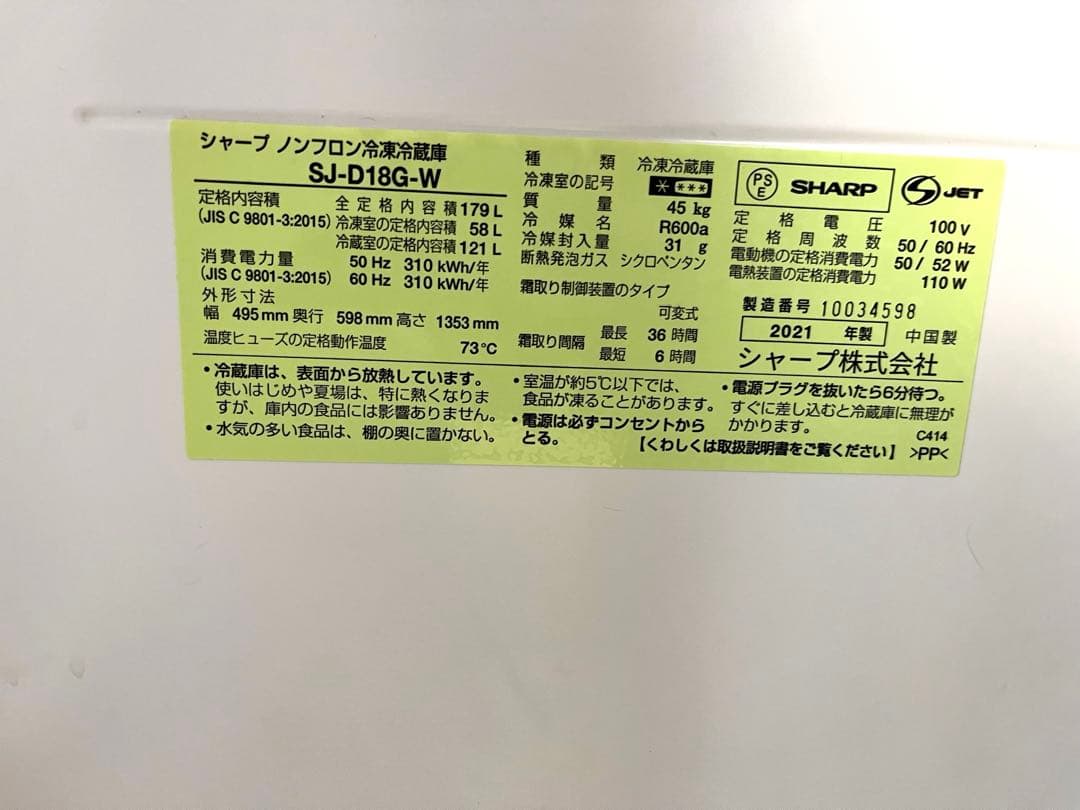 シャープ ノンフロン冷凍冷蔵庫
SJ-D18G-W
定格内容積
(JIS C 9801-3:2015)
全定格内容積 179 L
冷凍室の定格内容積 58 L
冷蔵室の定格内容積 121 L
消費電力量
(JIS C 9801-3:2015)
50 Hz 310 kWh/年
60 Hz 310 kWh/年
外形寸法
幅 495 mm 奥行 598 mm 高さ 1353 mm
温度ヒューズの定格動作温度 73℃
種類 冷凍冷蔵庫
冷凍室の記号 * ***
質量 45 kg
冷媒名 R600a
冷媒封入量 31 g
断熱発泡ガス シクロペンタン
霜取り制御装置のタイプ
可変式
霜取り間隔 最長 36 時間
最短 6 時間
PS
E
SHARP
S JET
定格電圧 100 V
定格周波数 50 / 60 Hz
電動機の定格消費電力 50 / 52 W
電熱装置の定格消費電力 110 W
製造番号 10034598
2021 年製 中国製
シャープ株式会社
・冷蔵庫は、表面から放熱しています。
使いはじめや夏場は、特に熱くなりま
すが、庫内の食品には影響ありません。
・水気の多い食品は、棚の奥に置かない。
・室温が約5℃以下では、
食品が凍ることがあります。
・電源は必ずコンセントから
とる。
・電源プラグを抜いたら6分待つ。
すぐに差し込むと冷蔵庫に無理が
かかります。
C414
【くわしくは取扱説明書をご覧ください】 >PP<